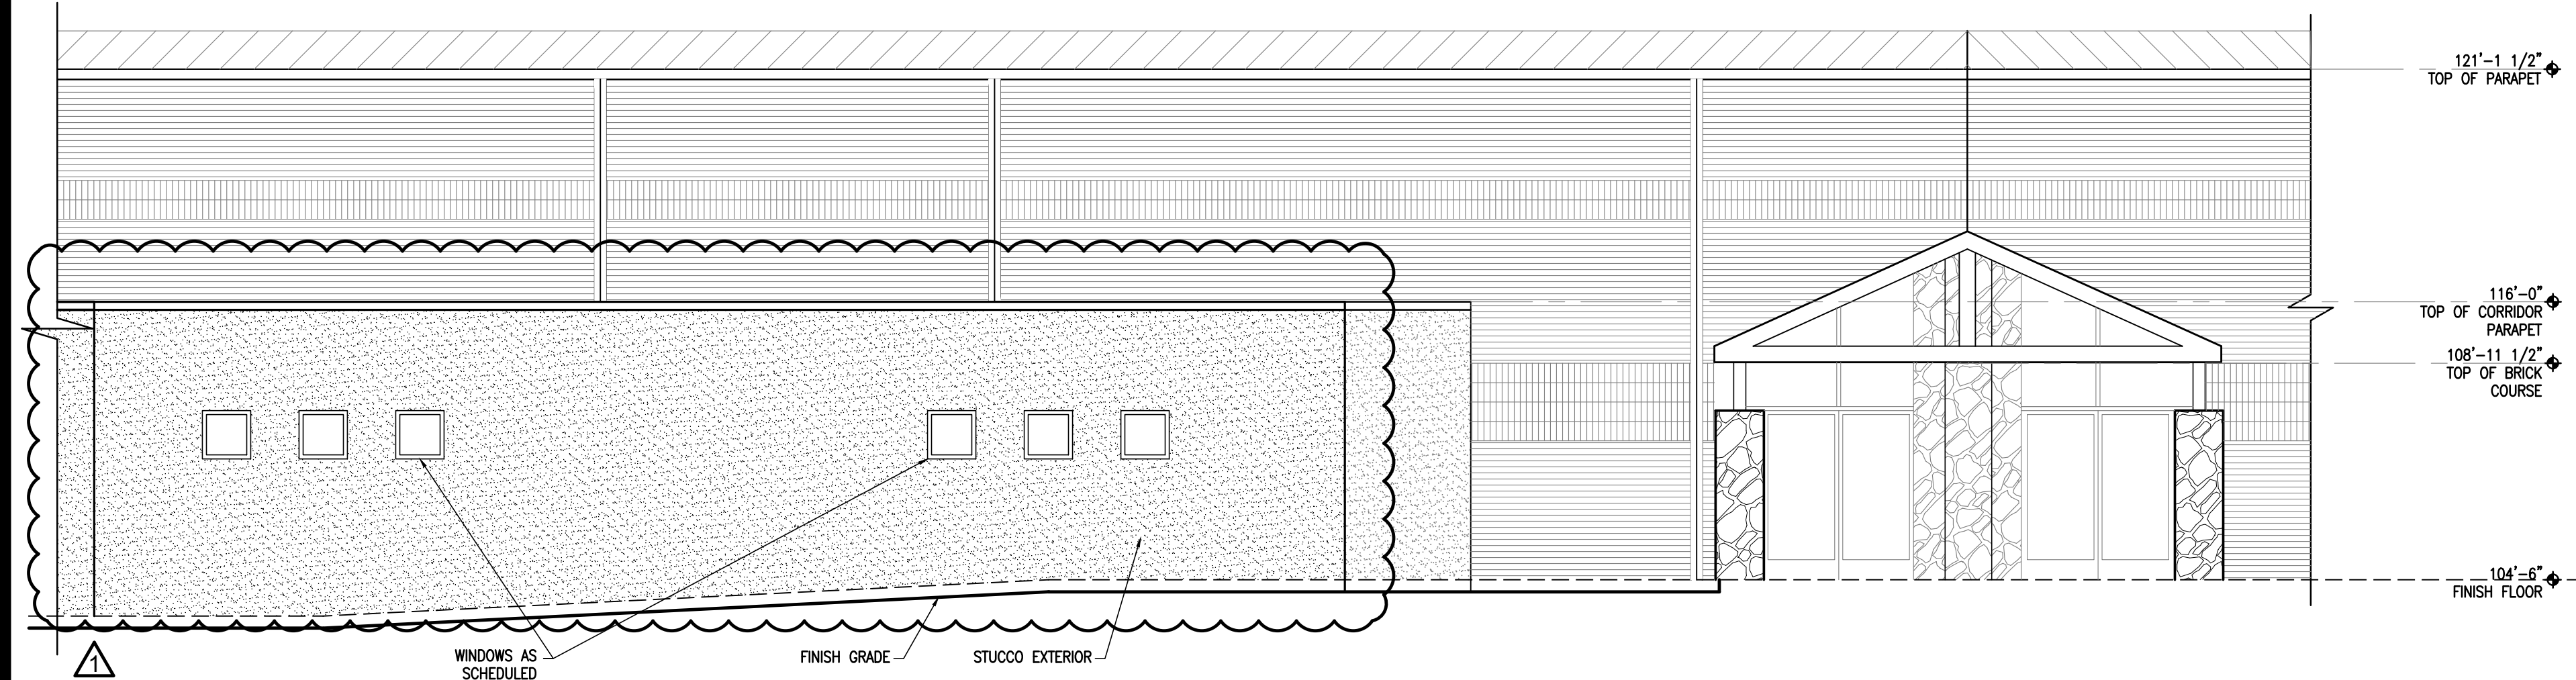 121'-1 1/2"
TOP OF PARAPET
116'-0"
TOP OF CORRIDOR
PARAPET
108'-11 1/2"
TOP OF BRICK
COURSE
104'-6"
FINISH FLOOR
1
WINDOWS AS
SCHEDULED
FINISH GRADE
STUCCO EXTERIOR